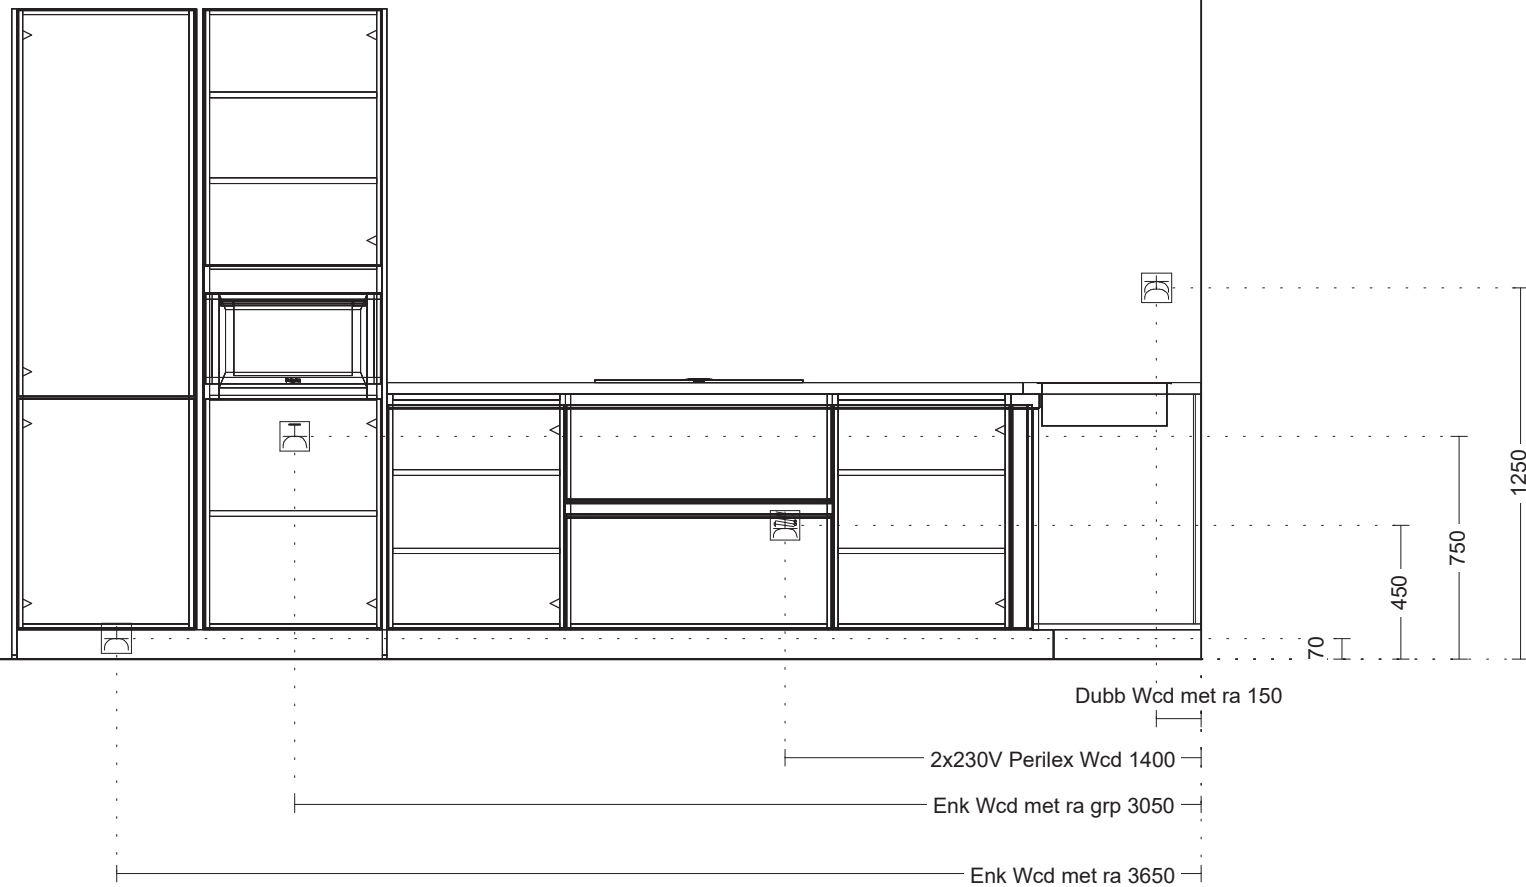 1250
750
450
70
Dubb Wcd met ra 150
2x230V Perilex Wcd 1400
Enk Wcd met ra grp 3050
Enk Wcd met ra 3650